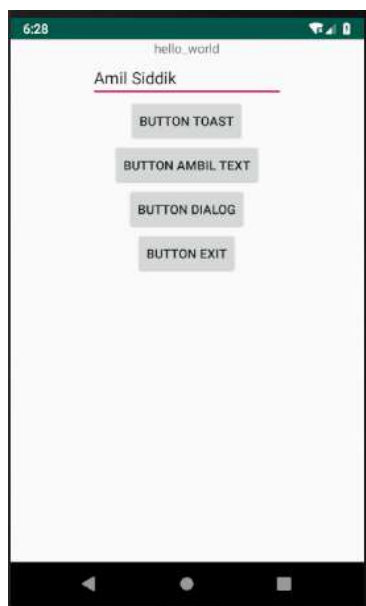 6:28
hello_world
Amil Siddik
BUTTON TOAST
BUTTON AMBIL TEXT
BUTTON DIALOG
BUTTON EXIT